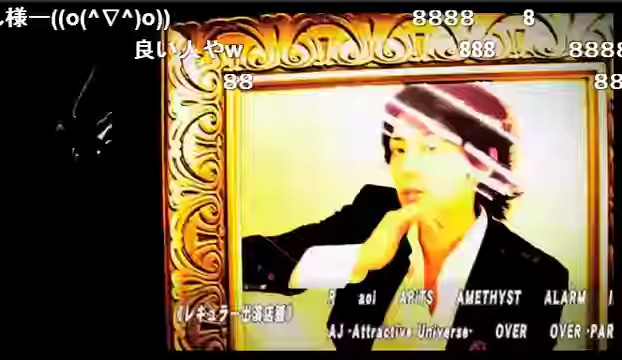 様ー((o(^∇^)o)) 8888 8
良い人やw 888 8888
88 88
aoi ARiTS AMETHYST ALARM
《レギュラー出演店舗》
AJ -Attractive Universe- OVER OVER -PAR